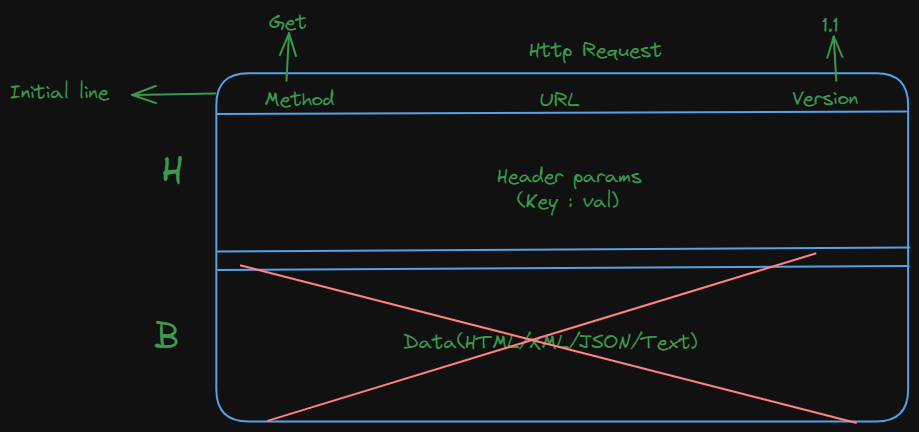 Get
1.1
Http Request
Initial line
Method URL Version
H
Header params
(Key : val)
B
Data(HTML/XML/JSON/Text)